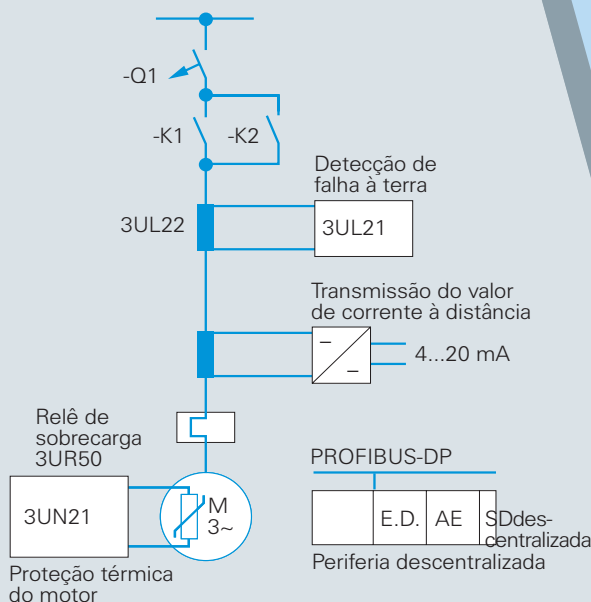 -Q1
-K1
-K2
Detecção de
falha à terra
3UL22
3UL21
Transmissão do valor
de corrente à distância
4...20 mA
Relê de
sobrecarga
3UR50
PROFIBUS-DP
3UN21
M
3~
E.D.
AE
SDdes-
centralizada
Periferia descentralizada
Proteção térmica
do motor